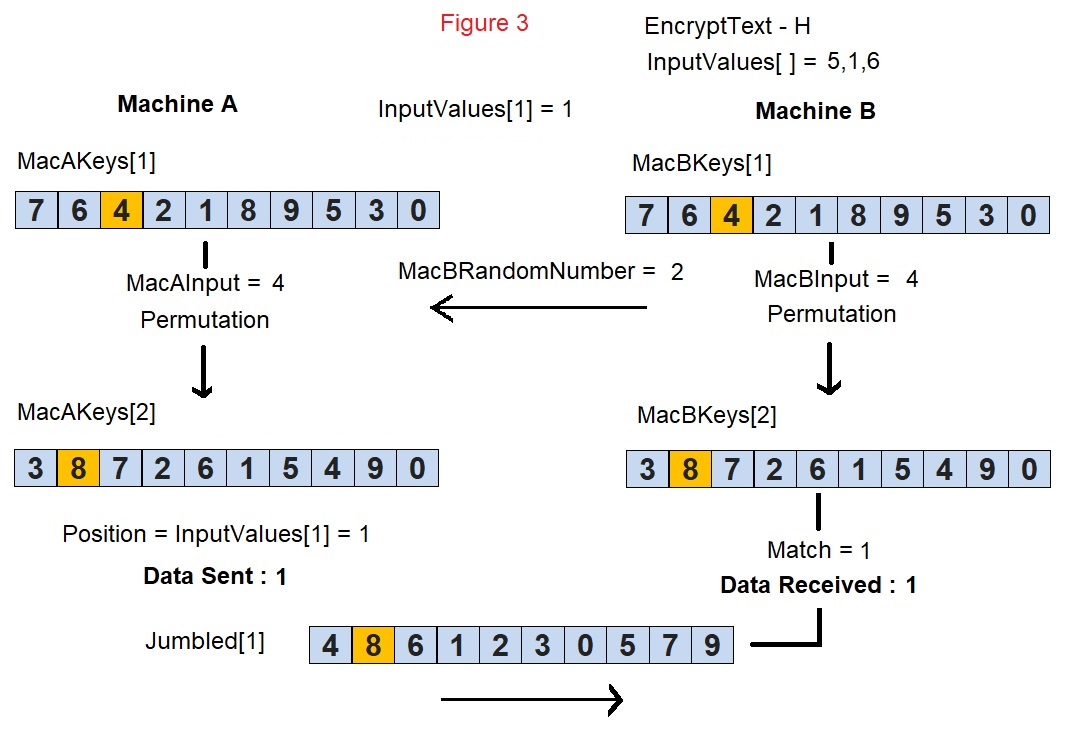 Figure 3
EncryptText - H
InputValues[ ] = 5,1,6
Machine A
InputValues[1] = 1
Machine B
MacAKeys[1]
MacBKeys[1]
7 6 4 2 1 8 9 5 3 0
7 6 4 2 1 8 9 5 3 0
MacAInput = 4
Permutation
MacBRandomNumber = 2
MacBInput = 4
Permutation
MacAKeys[2]
MacBKeys[2]
3 8 7 2 6 1 5 4 9 0
3 8 7 2 6 1 5 4 9 0
Position = InputValues[1] = 1
Data Sent : 1
Match = 1
Data Received : 1
Jumbled[1]
4 8 6 1 2 3 0 5 7 9